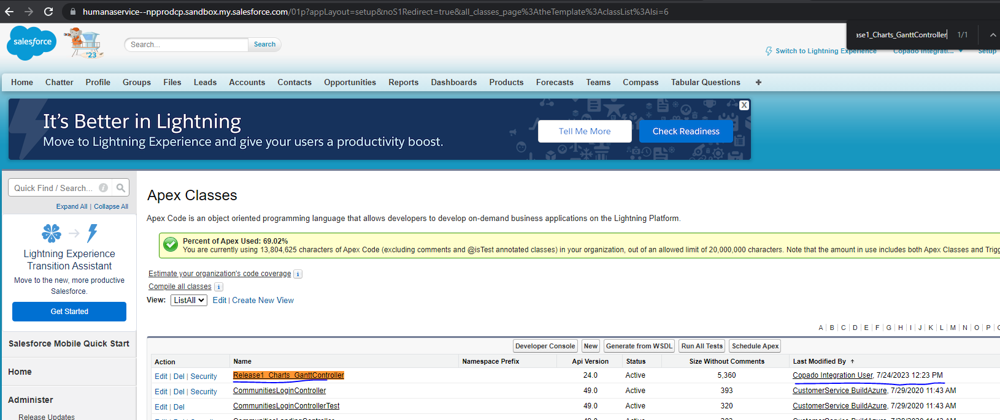 humanaservice--npprodcp.sandbox.my.salesforce.com/01p?appLayout=setup&noS1Redirect=true&all_classes_page%3AtheTemplate%3AclassList%3Alsi=6
ase1_Charts_GanttController 1/1
salesforce
'23
Search... Search
Switch to Lightning Experience Copado Integrati... Setup
Home Chatter Profile Groups Files Leads Accounts Contacts Opportunities Reports Dashboards Products Forecasts Teams Compass Tabular Questions +
It's Better in Lightning
Move to Lightning Experience and give your users a productivity boost.
Tell Me More Check Readiness X
Quick Find / Search... i
Expand All | Collapse All
Lightning Experience
Transition Assistant
Move to the new, more productive
Salesforce.
Get Started
Salesforce Mobile Quick Start
Home
Administer
Release Updates
Apex Classes
Apex Code is an object oriented programming language that allows developers to develop on-demand business applications on the Lightning Platform.
Percent of Apex Used: 69.02%
You are currently using 13,804,625 characters of Apex Code (excluding comments and @isTest annotated classes) in your organization, out of an allowed limit of 20,000,000 characters. Note that the amount in use includes both Apex Classes and Trigg
Estimate your organization's code coverage i
Compile all classes i
View: ListAll Edit | Create New View
A | B | C | D | E | F | G | H | I | J | K | L | M | N | O | P |
Developer Console New Generate from WSDL Run All Tests Schedule Apex
Action Name Namespace Prefix Api Version Status Size Without Comments Last Modified By ↑
Edit | Del | Security Release1_Charts_GanttController 24.0 Active 5,360 Copado Integration User, 7/24/2023 12:23 PM
Edit | Del | Security CommunitiesLoginController 49.0 Active 393 CustomerService BuildAzure, 7/29/2020 11:43 AM
Edit | Del CommunitiesLoginControllerTest 49.0 Active 320 CustomerService BuildAzure, 7/29/2020 11:43 AM